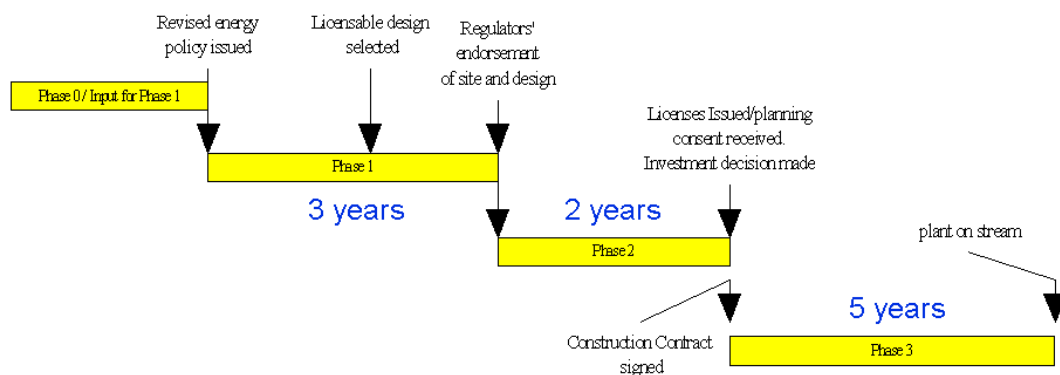 Revised energy
policy issued
Licensable design
selected
Regulators'
endorsement
of site and design
Phase 0 / Input for Phase 1
Licenses Issued/planning
consent received.
Investment decision made
Phase 1
3 years
2 years
plant on stream
Phase 2
5 years
Construction Contract
signed
Phase 3